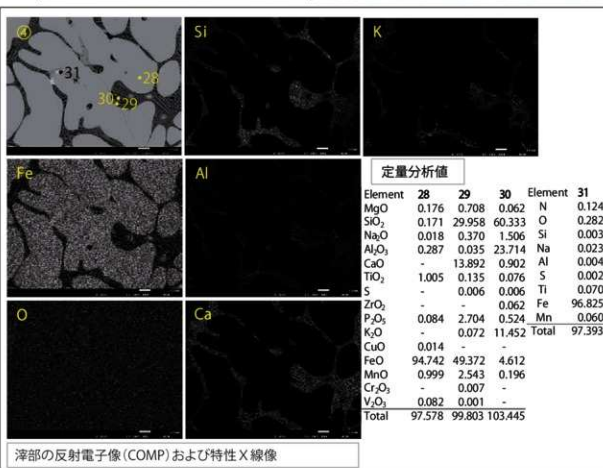 ④
31
28
30
29
Si
K
Fe
Al
O
Ca
定量分析値
Element 28 29 30
MgO 0.176 0.708 0.062
SiO₂ 0.171 29.958 60.333
Na₂O 0.018 0.370 1.506
Al₂O₃ 0.287 0.035 23.714
CaO - 13.892 0.902
TiO₂ 1.005 0.135 0.076
S - 0.006 0.006
ZrO₂ - - 0.062
P₂O₅ 0.084 2.704 0.524
K₂O - 0.072 11.452
CuO 0.014 - -
FeO 94.742 49.372 4.612
MnO 0.999 2.543 0.196
Cr₂O₃ - 0.007 -
V₂O₃ 0.082 0.001 -
Total 97.578 99.803 103.445
Element 31
N 0.124
O 0.282
Si 0.003
Na 0.023
Al 0.004
S 0.002
Ti 0.070
Fe 96.825
Mn 0.060
Total 97.393
滓部の反射電子像(COMP)および特性X線像